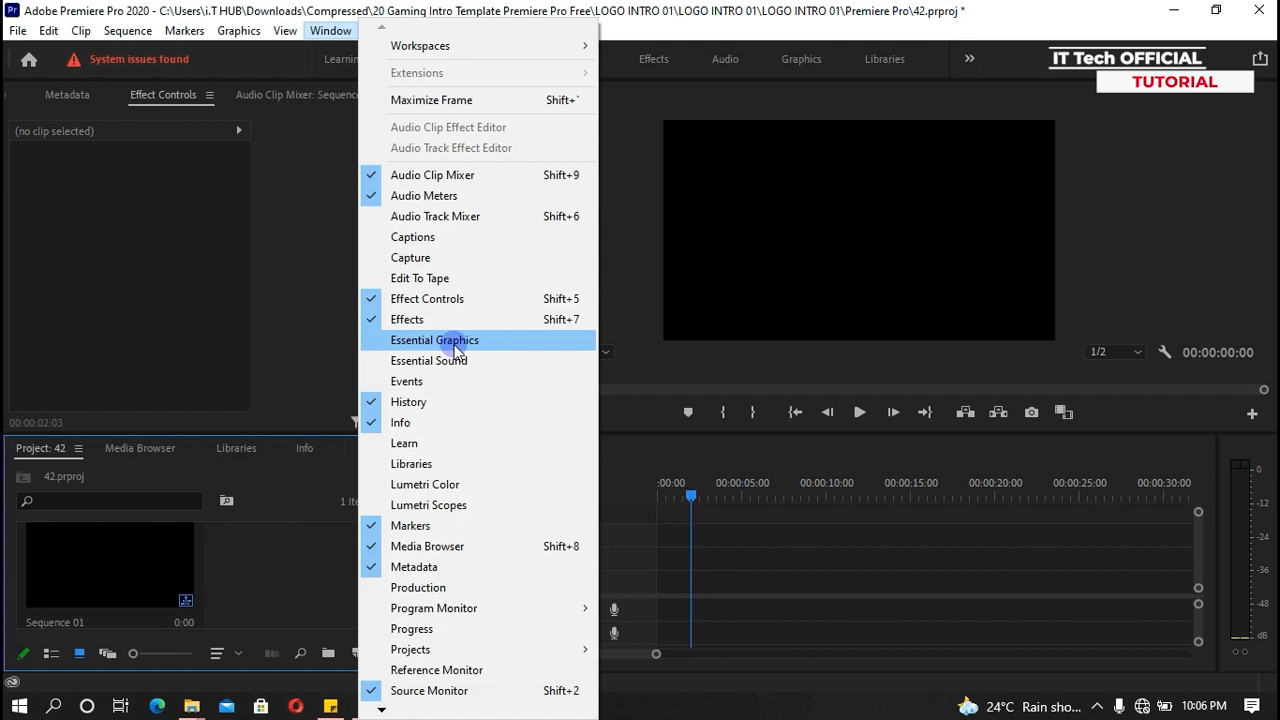 Adobe Premiere Pro 2020 - C:\Users\i.T HUB\Downloads\Compressed\20 Gaming Into Template Premiere Pro Free\LOGO INTRO 01\LOGO INTRO 01\LOGO INTRO 01\Premiere Pro\42.prproj *
File Edit Clip Sequence Markers Graphics View Window
System issues found
Effects Audio Graphics Libraries
IT Tech OFFICIAL
TUTORIAL
Metadata Effect Controls Audio Clip Mixer:
(no clip selected)
00:00:02:03
Workspaces
Extensions
Maximize Frame Shift+`
Audio Clip Effect Editor
Audio Track Effect Editor
Audio Clip Mixer Shift+9
Audio Meters
Audio Track Mixer Shift+6
Captions
Capture
Edit To Tape
Effect Controls Shift+5
Effects Shift+7
Essential Graphics
Essential Sound
Events
History
Info
Learn
Libraries
Lumetri Color
Lumetri Scopes
Markers
Media Browser Shift+8
Metadata
Production
Program Monitor
Progress
Projects
Reference Monitor
Source Monitor Shift+2
1/2 00:00:00:00
Project: 42 Media Browser Libraries Info
42.prproj
Sequence 01 0:00
:00:00 00:00:05:00 00:00:10:00 00:00:15:00 00:00:20:00 00:00:25:00 00:00:30:00
0
-12
-24
-36
-48
dB
24°C Rain sho... 10:06 PM